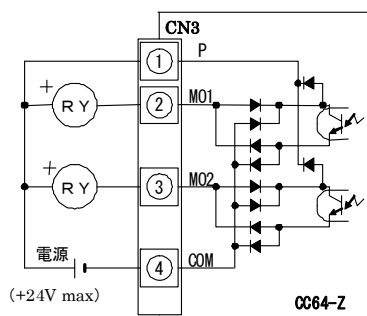 CN3
1 P
+ RY 2 MO1
+ RY 3 MO2
電源 4 COM
(+24V max)
CC64-Z